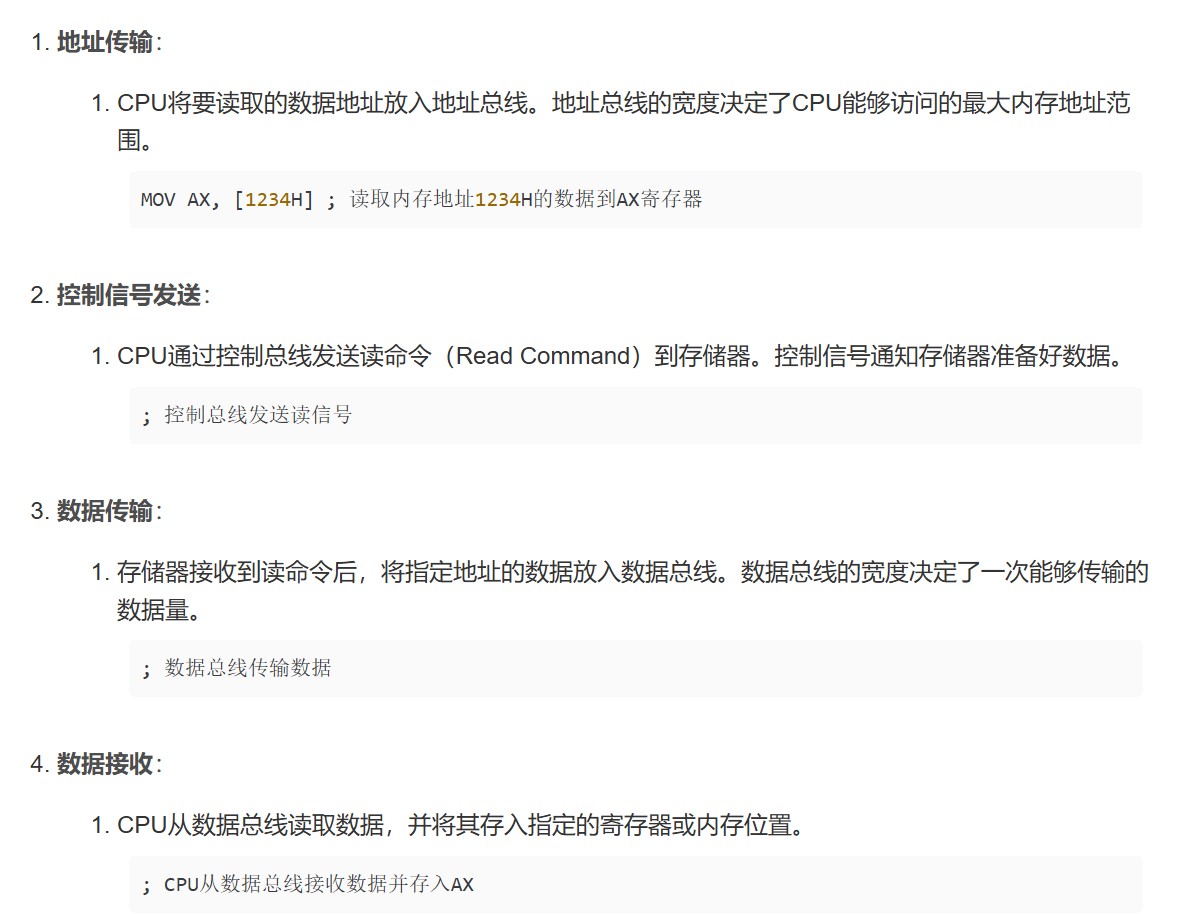 1. 地址传输：
1. CPU将要读取的数据地址放入地址总线。地址总线的宽度决定了CPU能够访问的最大内存地址范
围。
MOV AX, [1234H] ; 读取内存地址1234H的数据到AX寄存器
2. 控制信号发送：
1. CPU通过控制总线发送读命令（Read Command）到存储器。控制信号通知存储器准备好数据。
; 控制总线发送读信号
3. 数据传输：
1. 存储器接收到读命令后，将指定地址的数据放入数据总线。数据总线的宽度决定了一次能够传输的
数据量。
; 数据总线传输数据
4. 数据接收：
1. CPU从数据总线读取数据，并将其存入指定的寄存器或内存位置。
; CPU从数据总线接收数据并存入AX